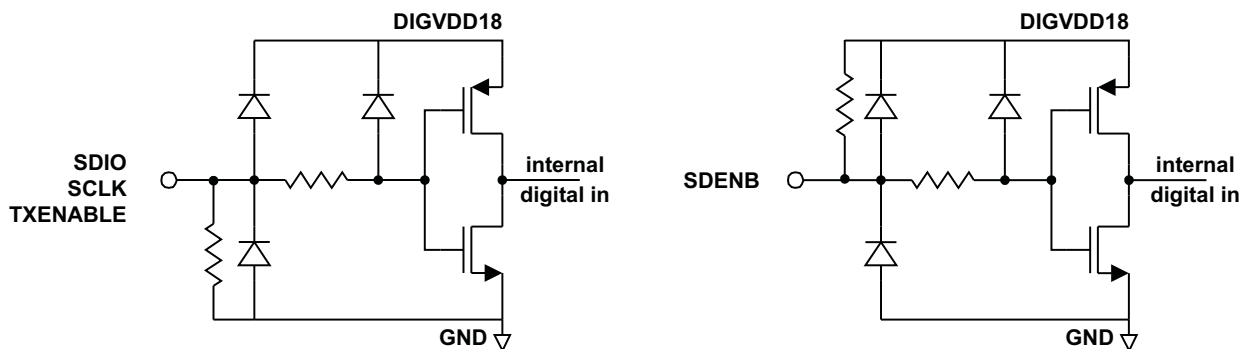 DIGVDD18
SDIO
SCLK
TXENABLE
internal
digital in
GND
DIGVDD18
SDENB
internal
digital in
GND